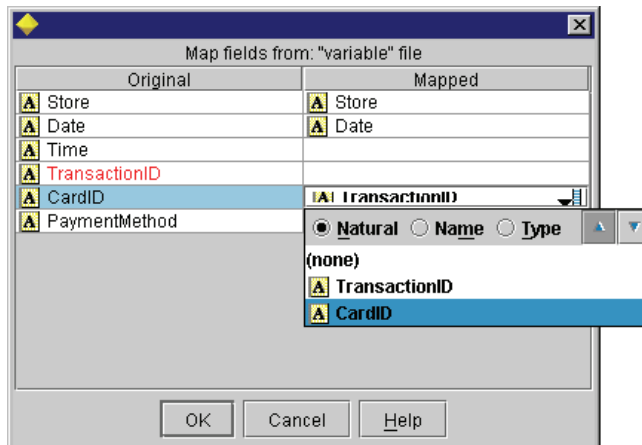 Map fields from: "variable" file
Original Mapped
A Store A Store
A Date A Date
A Time
A TransactionID
A CardID A TransactionID
A PaymentMethod
Natural Name Type
(none)
A TransactionID
A CardID
OK Cancel Help